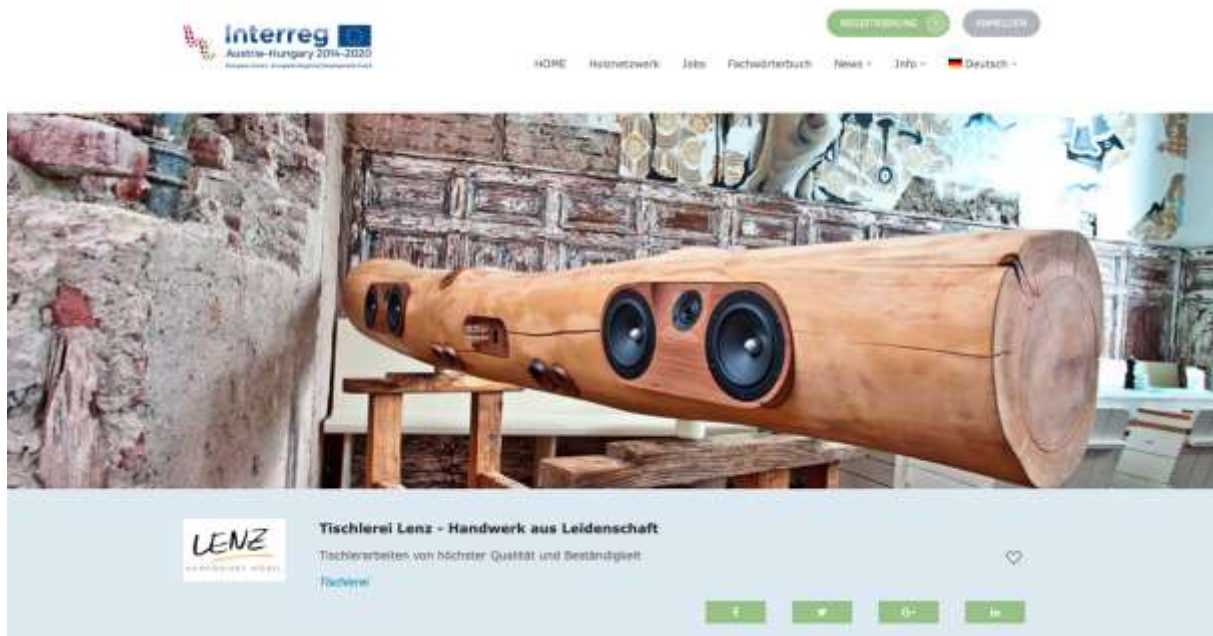 Interreg
Austria-Hungary 2014-2020
REGISTRIERUNG
ANMELDEN
HOME Holznetzwerk Jobs Fachwörterbuch News Info Deutsch
LENZ
Tischlerei Lenz - Handwerk aus Leidenschaft
Tischlerarbeiten von höchster Qualität und Beständigkeit
Tischlerei
f G+ in